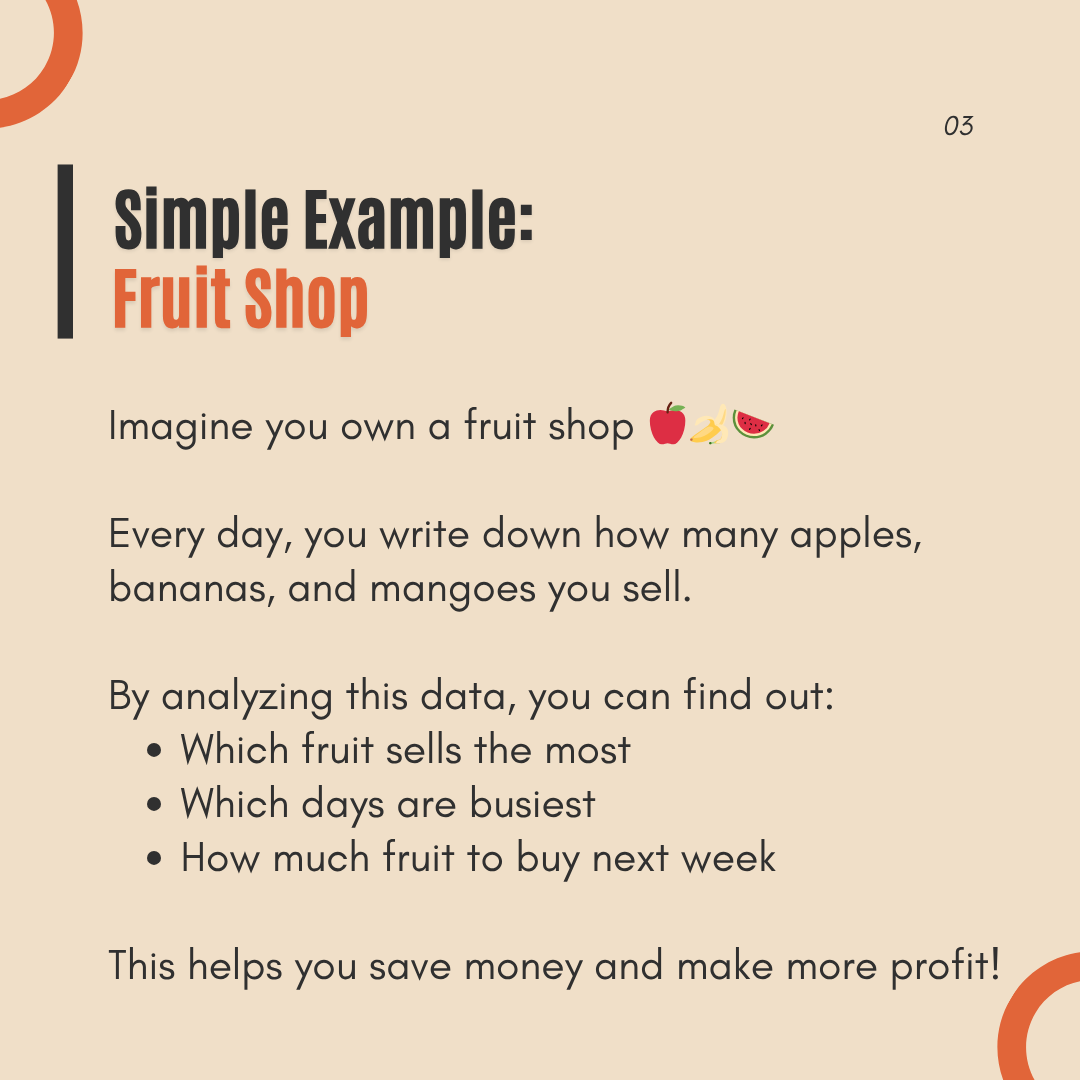 03
Simple Example:
Fruit Shop
Imagine you own a fruit shop 🍎🍌🍉
Every day, you write down how many apples,
bananas, and mangoes you sell.
By analyzing this data, you can find out:
• Which fruit sells the most
• Which days are busiest
• How much fruit to buy next week
This helps you save money and make more profit!